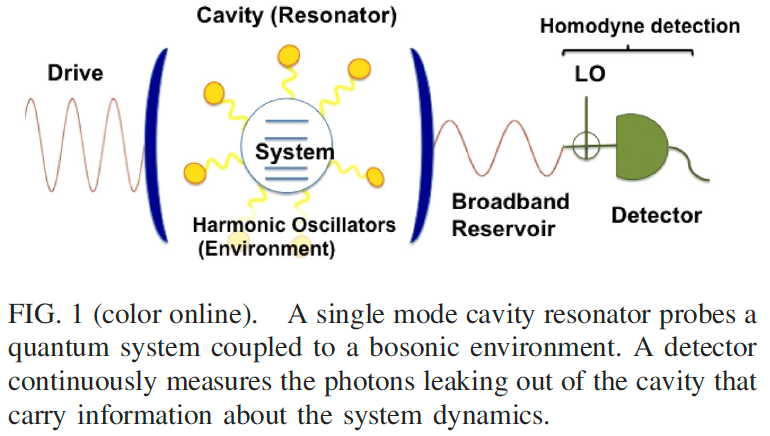 Cavity (Resonator)
Homodyne detection
Drive
LO
System
Broadband
Reservoir
Detector
Harmonic Oscillators
(Environment)
FIG. 1 (color online). A single mode cavity resonator probes a
quantum system coupled to a bosonic environment. A detector
continuously measures the photons leaking out of the cavity that
carry information about the system dynamics.